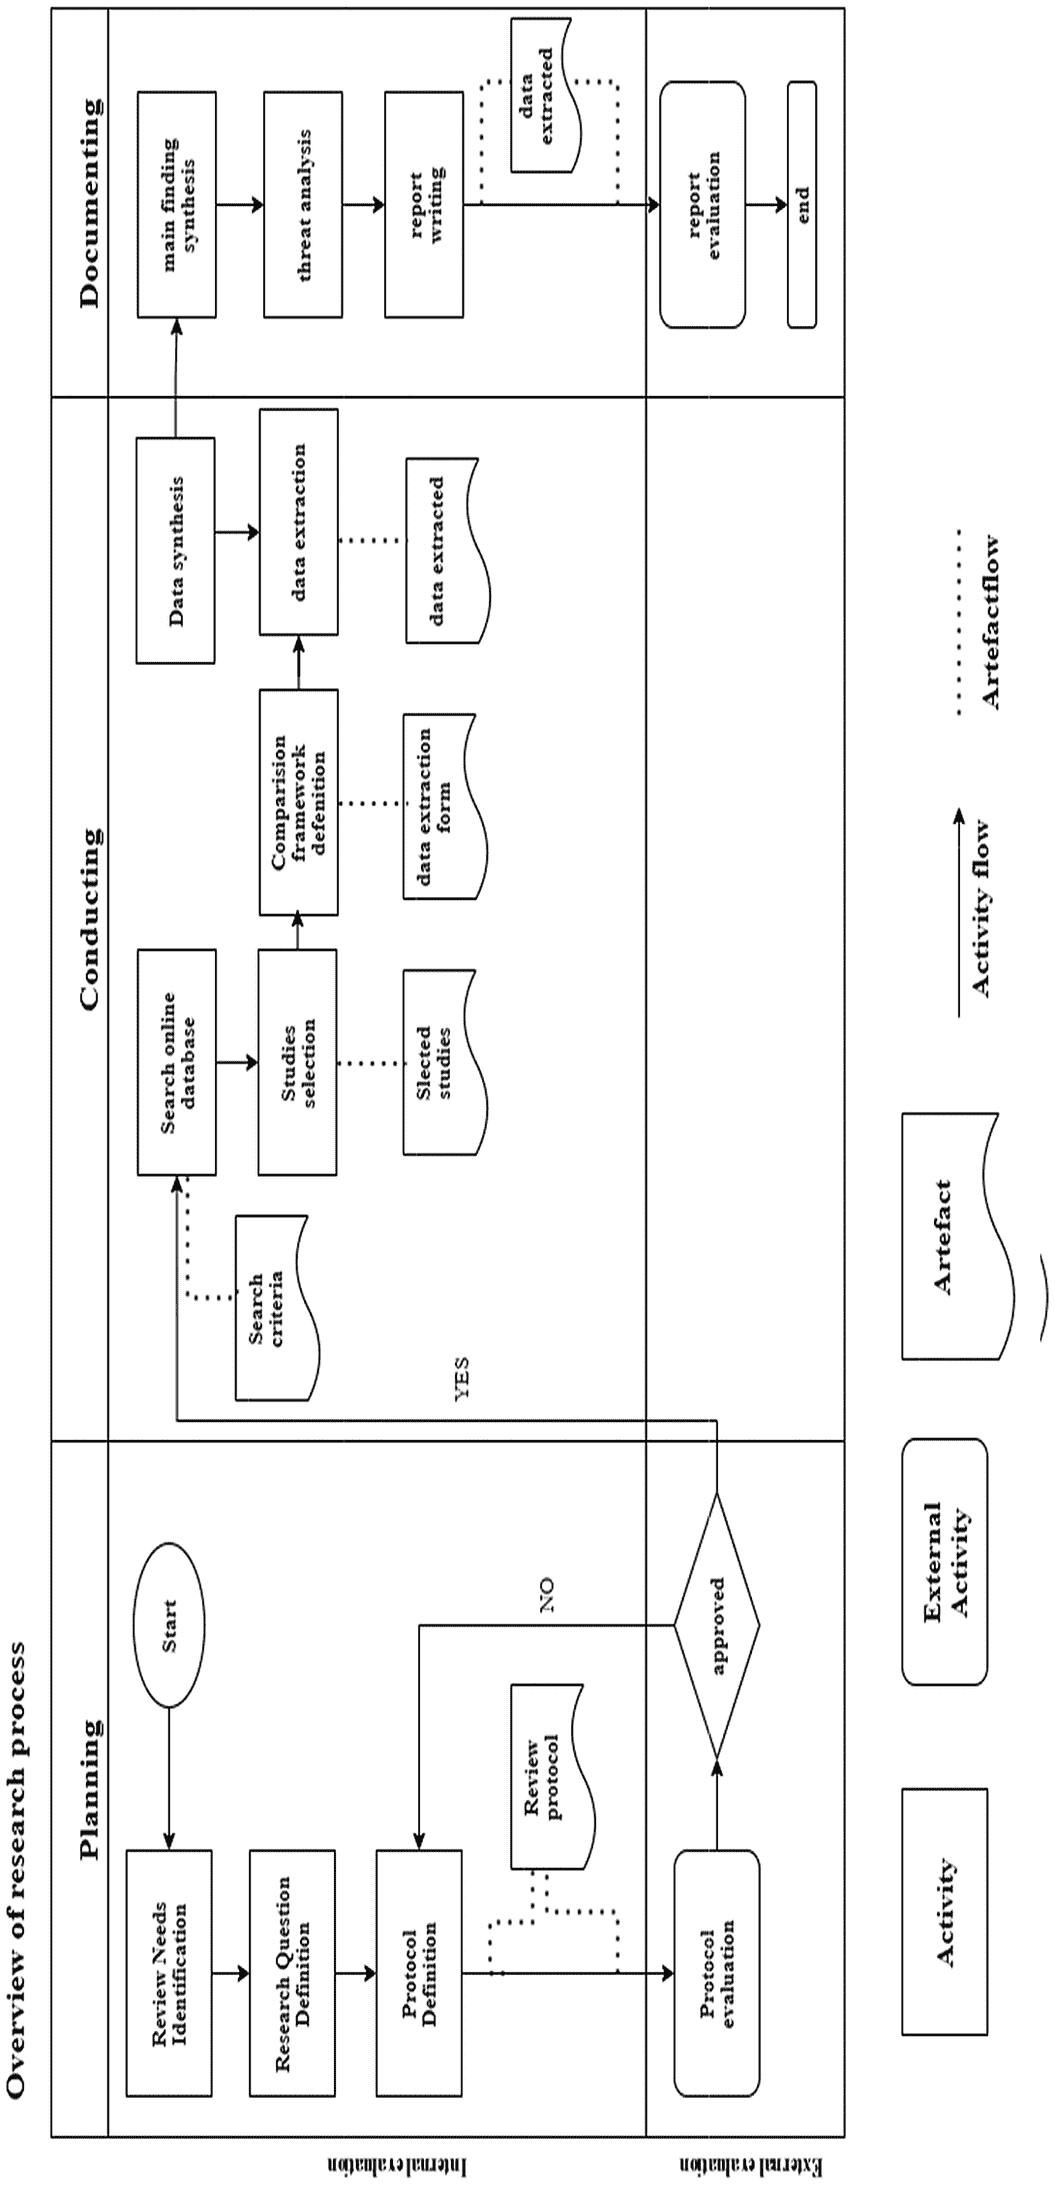 Overview of research process
Planning
Conducting
Documenting
Internal evaluation
External evaluation
Start
Review Needs
Identification
Research Question
Definition
Protocol
Definition
Review
protocol
NO
Protocol
evaluation
approved
YES
Search
criteria
Search online
database
Studies
selection
Slected
studies
Comparision
framework
defenition
data extraction
form
Data synthesis
data extraction
data extracted
main finding
synthesis
threat analysis
report
writing
data
extracted
report
evaluation
end
Activity
External
Activity
Artefact
Activity flow
Artefactflow